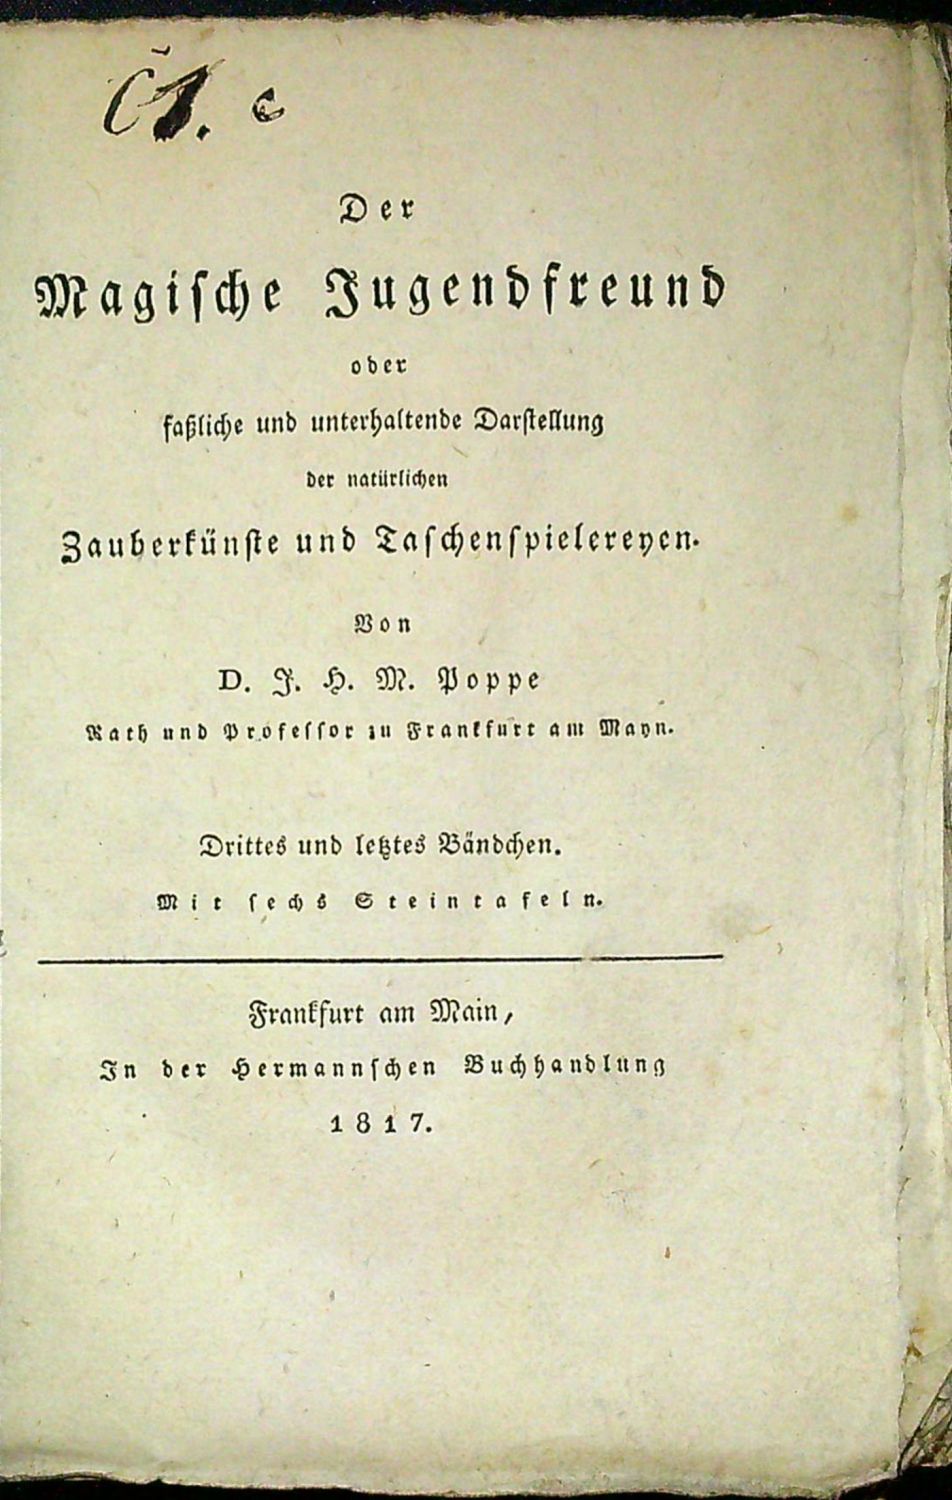 Der
Magische Jugendfreund
oder
faßliche und unterhaltende Darstellung
der natürlichen
Zauberkünste und Taschenspielereyen.
Von
D. J. H. M. Poppe
Rath und Professor zu Frankfurt am Mayn.
Drittes und letztes Bändchen.
Mit sechs Steintafeln.
Frankfurt am Main,
In der Hermannschen Buchhandlung
1817.